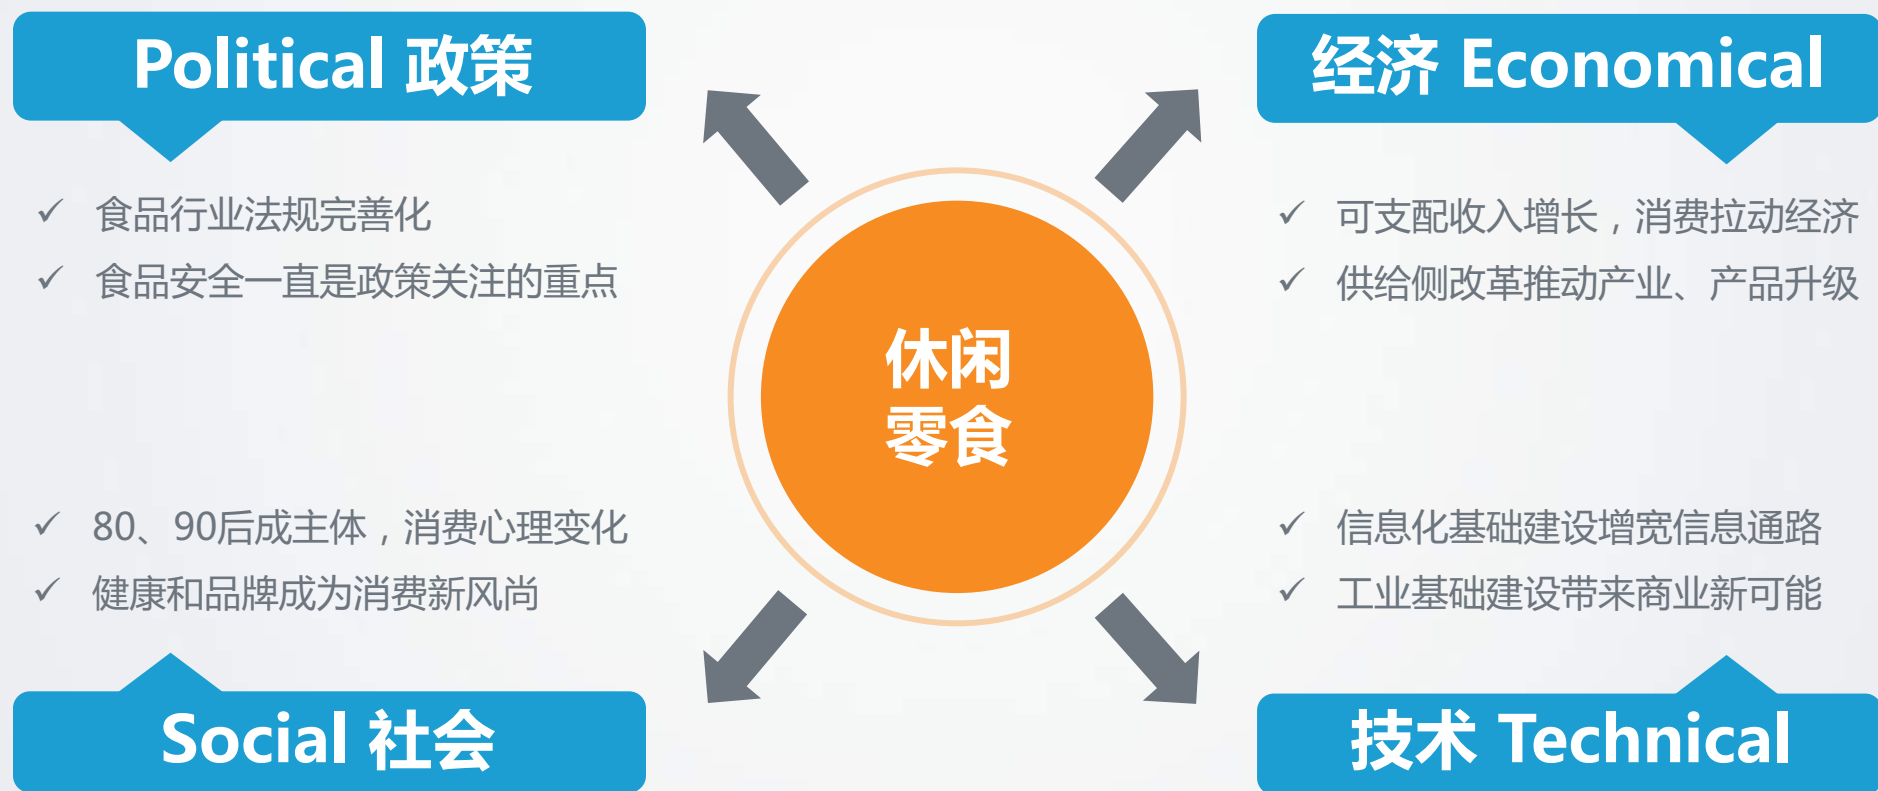 Political 政策
食品行业法规完善化
食品安全一直是政策关注的重点
经济 Economical
可支配收入增长，消费拉动经济
供给侧改革推动产业、产品升级
休闲
零食
80、90后成主体，消费心理变化
健康和品牌成为消费新风尚
Social 社会
信息化基础建设增宽信息通路
工业基础建设带来商业新可能
技术 Technical